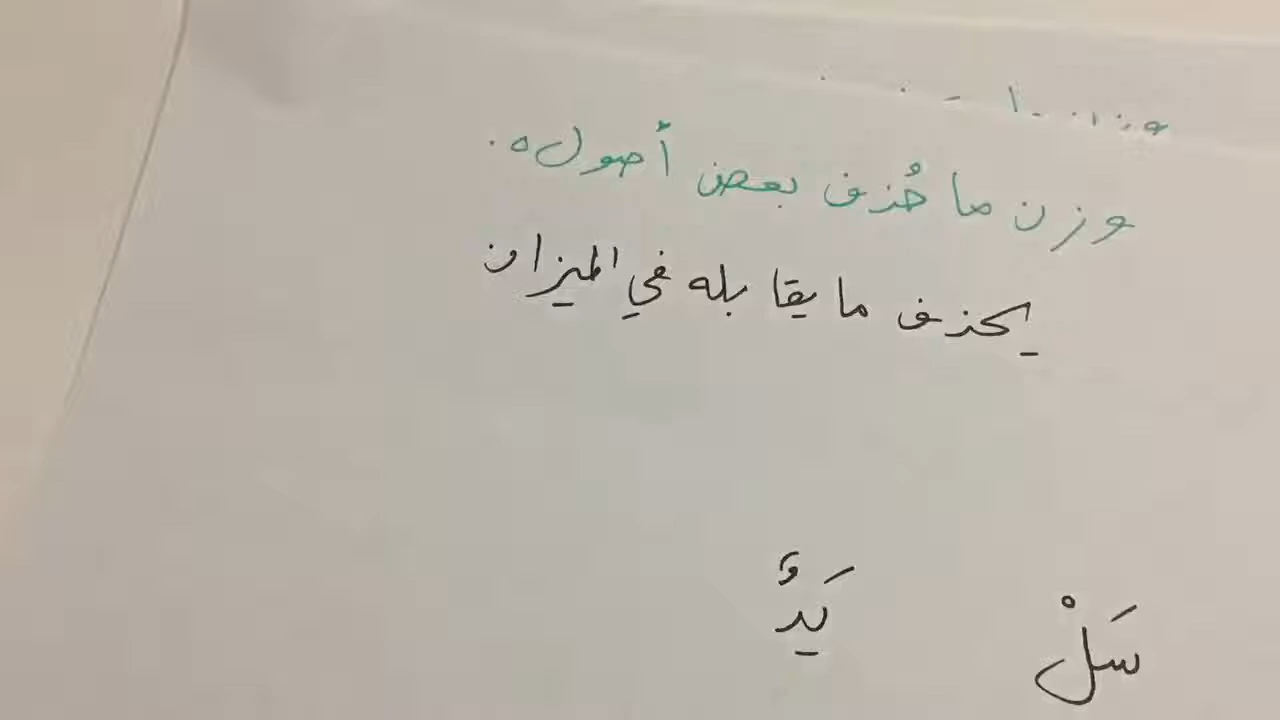 وزن ما حُذف بعض أصوله.
يحذف ما يقابله في الميزان
سَلْ يَدٌ